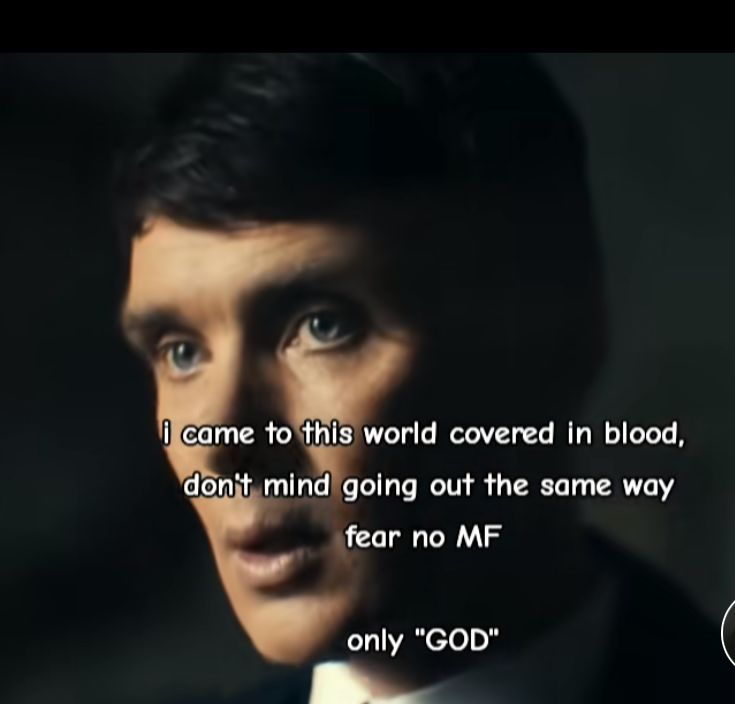 i came to this world covered in blood,
don't mind going out the same way
fear no MF
only "GOD"